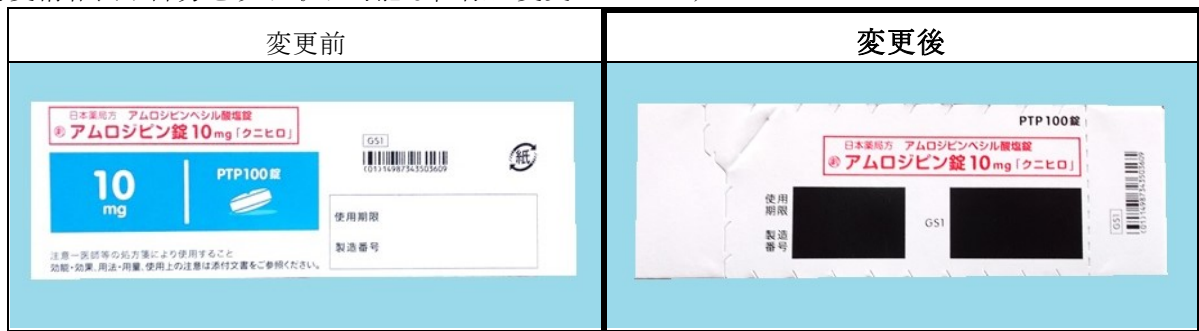 変更前
変更後
日本薬局方 アムロジピンベシル酸塩錠
アムロジピン錠10mg「クニヒロ」
10
mg
PTP100錠
GS1
(01)14987343503609
紙
使用期限
製造番号
注意－医師等の処方箋により使用すること
効能・効果、用法・用量、使用上の注意は添付文書をご参照ください。
PTP100錠
日本薬局方 アムロジピンベシル酸塩錠
アムロジピン錠10mg「クニヒロ」
使用
期限
GS1
製造
番号
GS1
(01)14987343503609